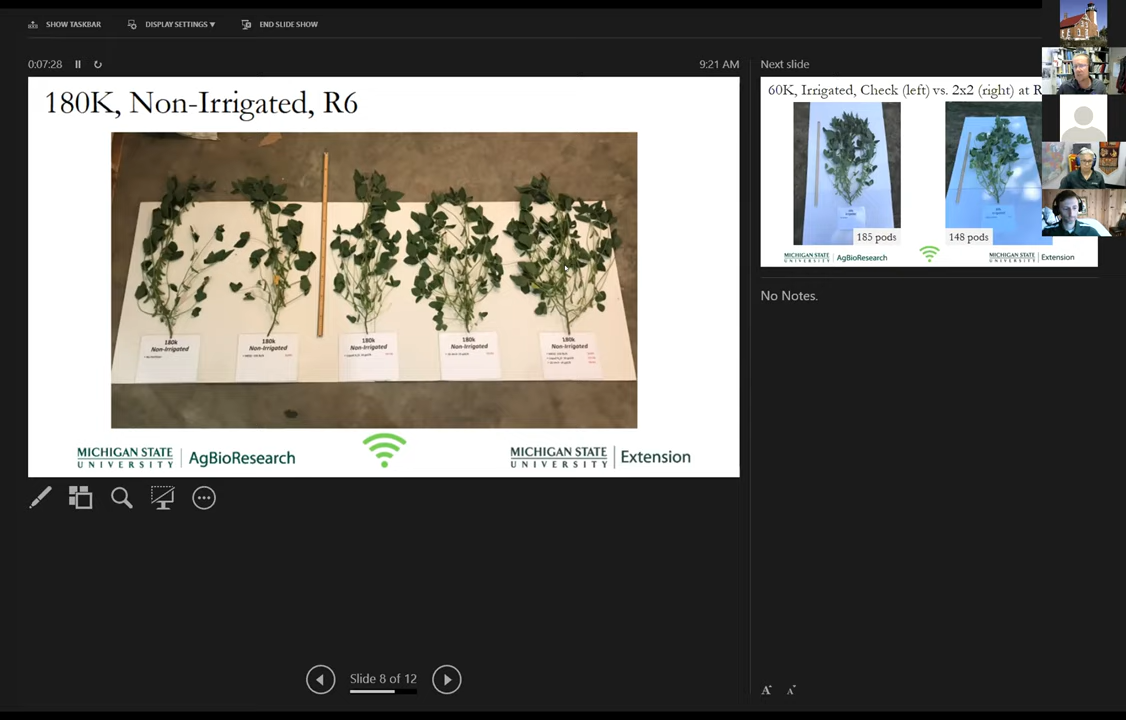 SHOW TASKBAR
DISPLAY SETTINGS ▼
END SLIDE SHOW
0:07:28
9:21 AM
180K, Non-Irrigated, R6
180k
Non-Irrigated
180k
Non-Irrigated
180k
Non-Irrigated
180k
Non-Irrigated
180k
Non-Irrigated
MICHIGAN STATE
UNIVERSITY
AgBioResearch
MICHIGAN STATE
UNIVERSITY
Extension
Slide 8 of 12
Next slide
60K, Irrigated, Check (left) vs. 2x2 (right) at
185 pods
148 pods
MICHIGAN STATE
UNIVERSITY
AgBioResearch
MICHIGAN STATE
UNIVERSITY
Extension
No Notes.
A
A